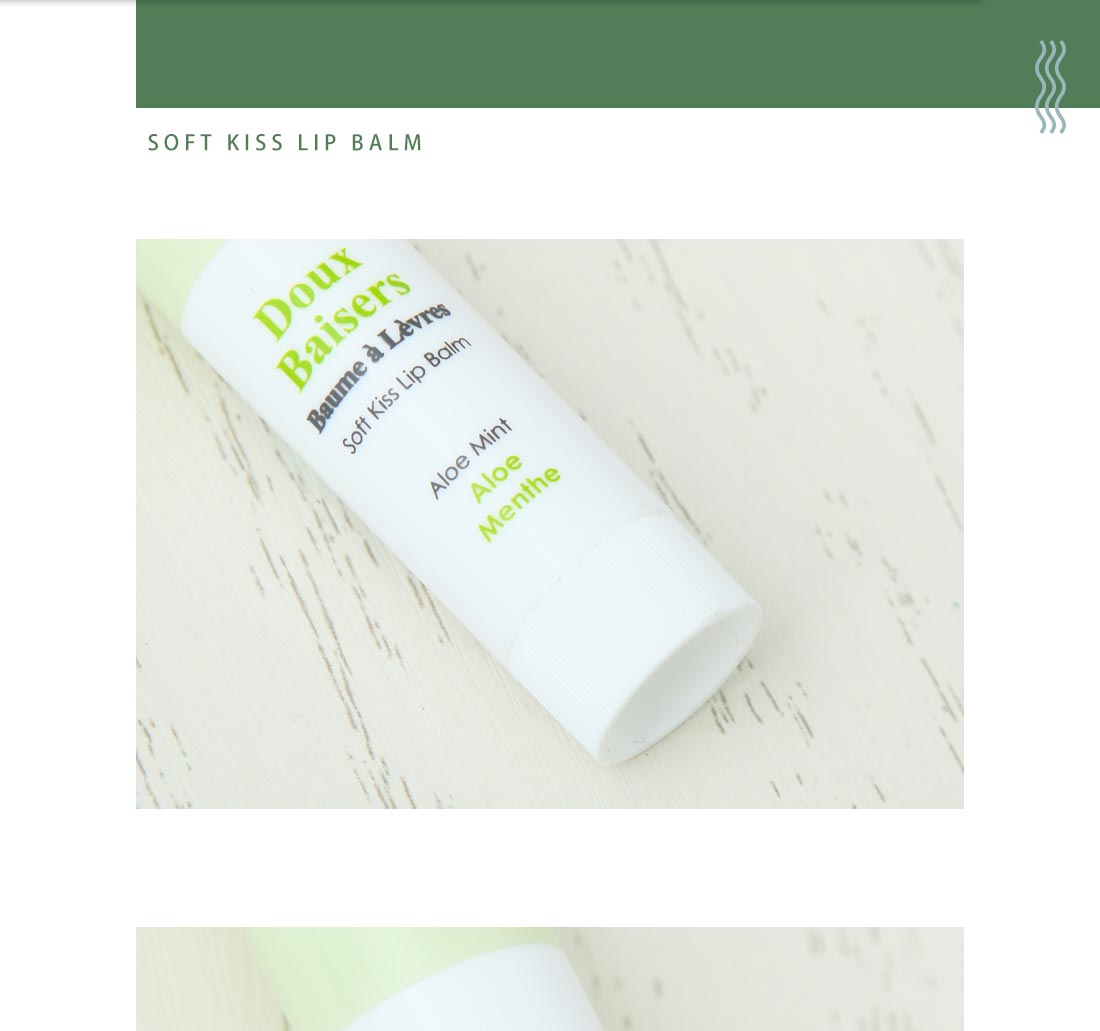 SOFT KISS LIP BALM
Doux
Baisers
Baume à Lèvres
Soft Kiss Lip Balm
Aloe Mint
Aloe
Menthe